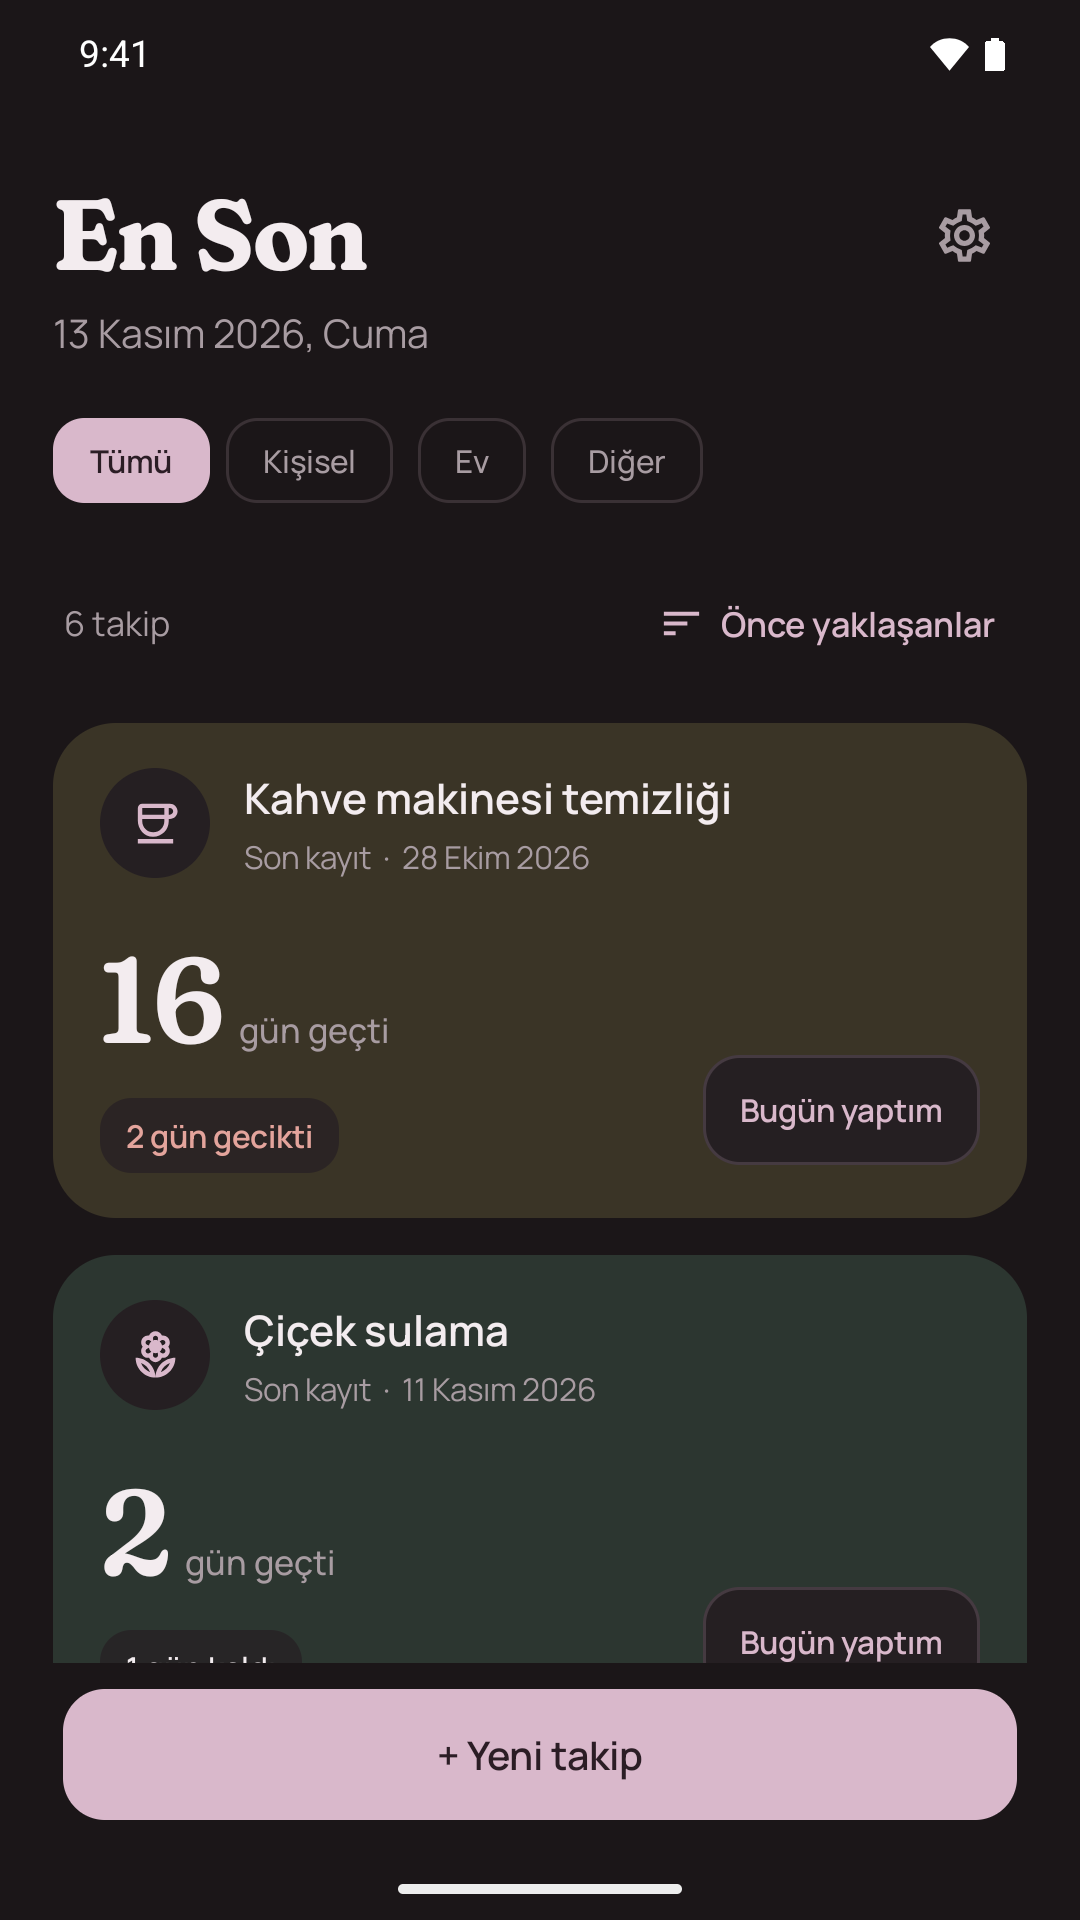 9:41
En Son
13 Kasım 2026, Cuma
Tümü
Kişisel
Ev
Diğer
6 takip
Önce yaklaşanlar
Kahve makinesi temizliği
Son kayıt · 28 Ekim 2026
16 gün geçti
2 gün gecikti
Bugün yaptım
Çiçek sulama
Son kayıt · 11 Kasım 2026
2 gün geçti
Bugün yaptım
+ Yeni takip